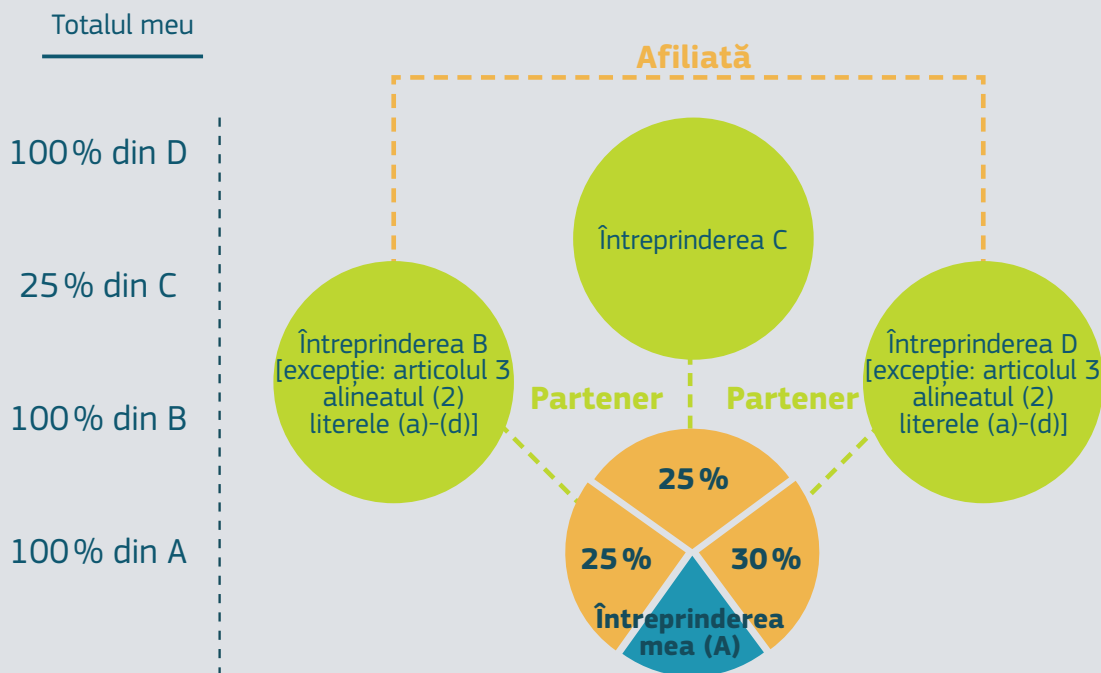 Totalul meu
100 % din D
25 % din C
100 % din B
100 % din A
Afiliată
Întreprinderea C
Întreprinderea B
[excepție: articolul 3
alineatul (2)
literele (a)-(d)]
Partener
Partener
Întreprinderea D
[excepție: articolul 3
alineatul (2)
literele (a)-(d)]
25 %
25 %
30 %
Întreprinderea
mea (A)